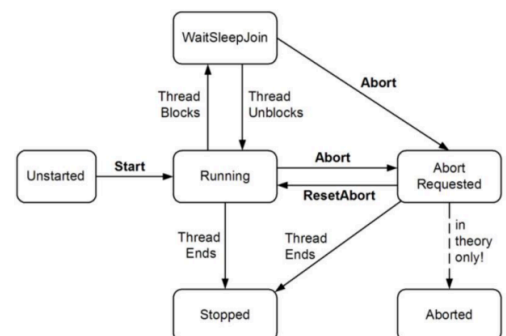 WaitSleepJoin
Abort
Thread
Blocks
Thread
Unblocks
Unstarted
Start
Running
Abort
ResetAbort
Abort
Requested
Thread
Ends
Thread
Ends
in
theory
only!
Stopped
Aborted